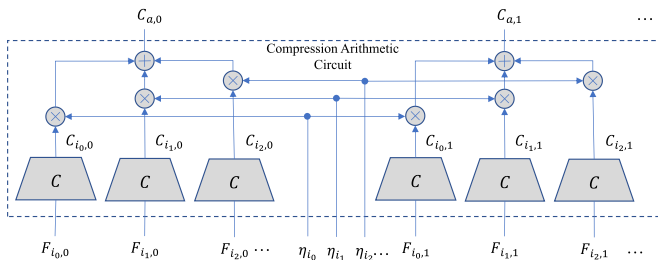 C_{a,0} C_{a,1} ...
Compression Arithmetic
Circuit
+ × + ×
× ×
× ×
C_{i_0,0} C_{i_1,0} C_{i_2,0} C_{i_0,1} C_{i_1,1} C_{i_2,1}
C C C C C C
F_{i_0,0} F_{i_1,0} F_{i_2,0} ... η_{i_0} η_{i_1} η_{i_2} ... F_{i_0,1} F_{i_1,1} F_{i_2,1} ...